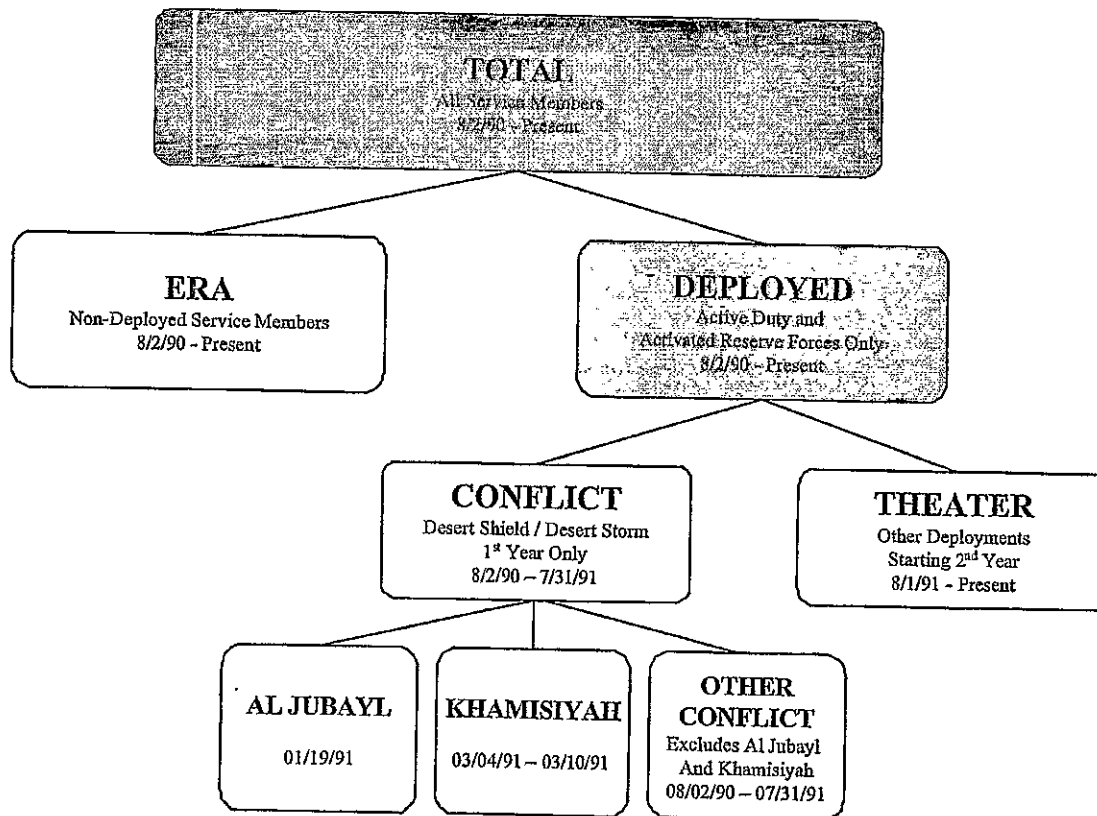 TOTAL
All Service Members
8/2/90 - Present
ERA
Non-Deployed Service Members
8/2/90 - Present
DEPLOYED
Active Duty and
Activated Reserve Forces Only
8/2/90 - Present
CONFLICT
Desert Shield / Desert Storm
1st Year Only
8/2/90 – 7/31/91
THEATER
Other Deployments
Starting 2nd Year
8/1/91 - Present
AL JUBAYL
01/19/91
KHAMISIYAH
03/04/91 – 03/10/91
OTHER
CONFLICT
Excludes Al Jubayl
And Khamisiyah
08/02/90 – 07/31/91